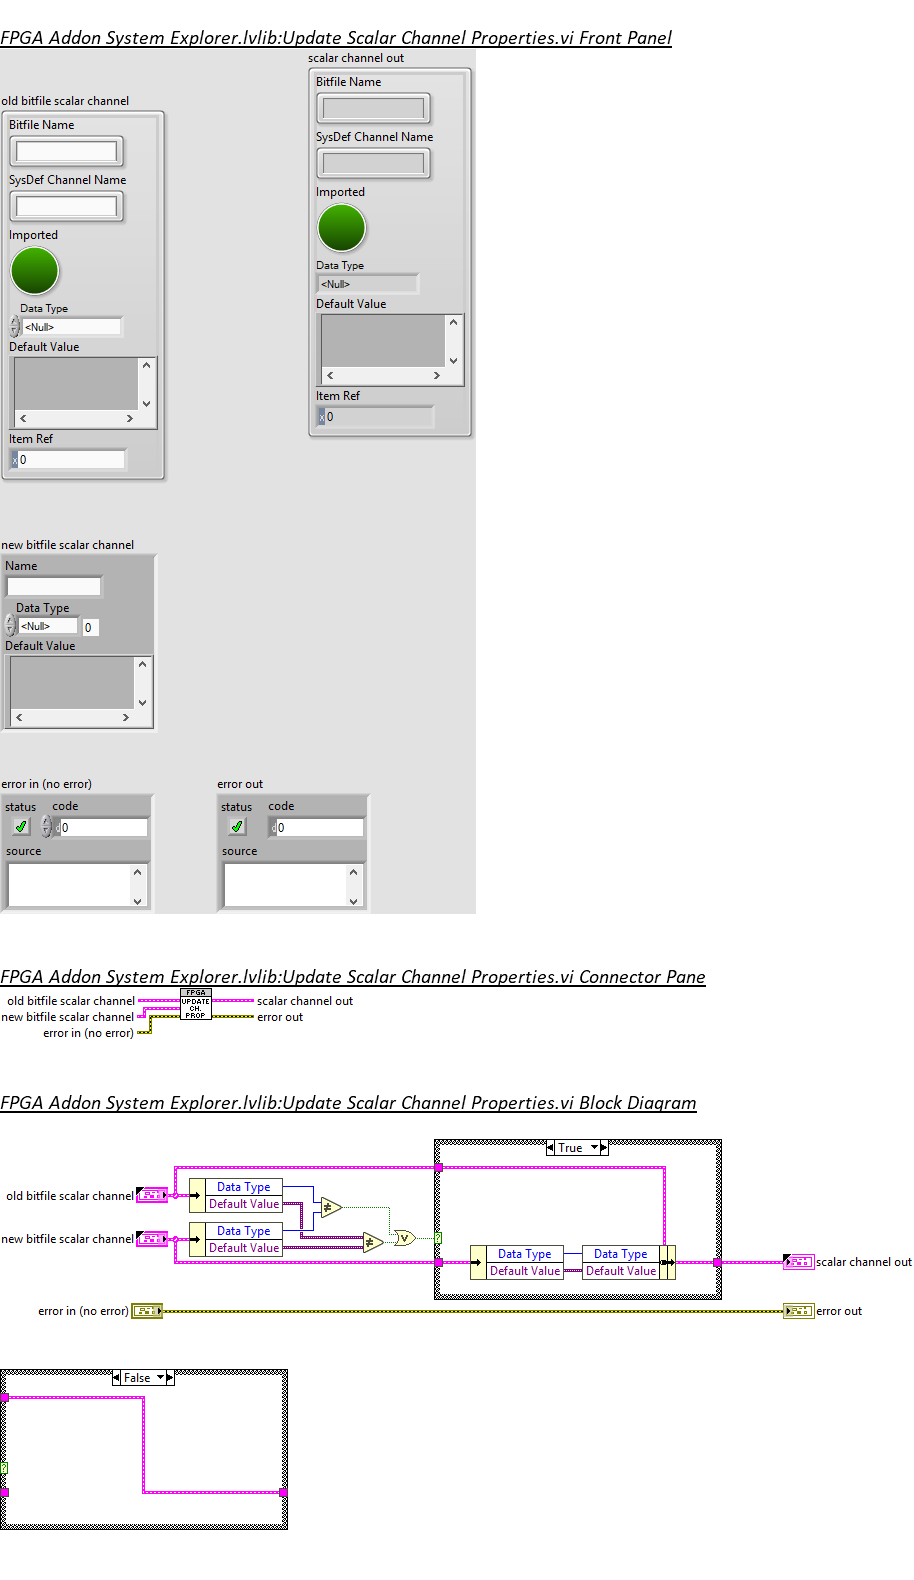 FPGA Addon System Explorer.lvlib:Update Scalar Channel Properties.vi Front Panel
scalar channel out
Bitfile Name
SysDef Channel Name
Imported
Data Type
<Null>
Default Value
Item Ref
x 0
old bitfile scalar channel
Bitfile Name
SysDef Channel Name
Imported
Data Type
<Null>
Default Value
Item Ref
x 0
new bitfile scalar channel
Name
Data Type
<Null> 0
Default Value
error in (no error)
status code
d 0
source
error out
status code
d 0
source
FPGA Addon System Explorer.lvlib:Update Scalar Channel Properties.vi Connector Pane
FPGA
UPDATE
CH.
PROP
old bitfile scalar channel
new bitfile scalar channel
error in (no error)
scalar channel out
error out
FPGA Addon System Explorer.lvlib:Update Scalar Channel Properties.vi Block Diagram
True
old bitfile scalar channel
Data Type
Default Value
new bitfile scalar channel
Data Type
Default Value
≠
≠
V
?
Data Type Data Type
Default Value Default Value
scalar channel out
error in (no error)
error out
False
?